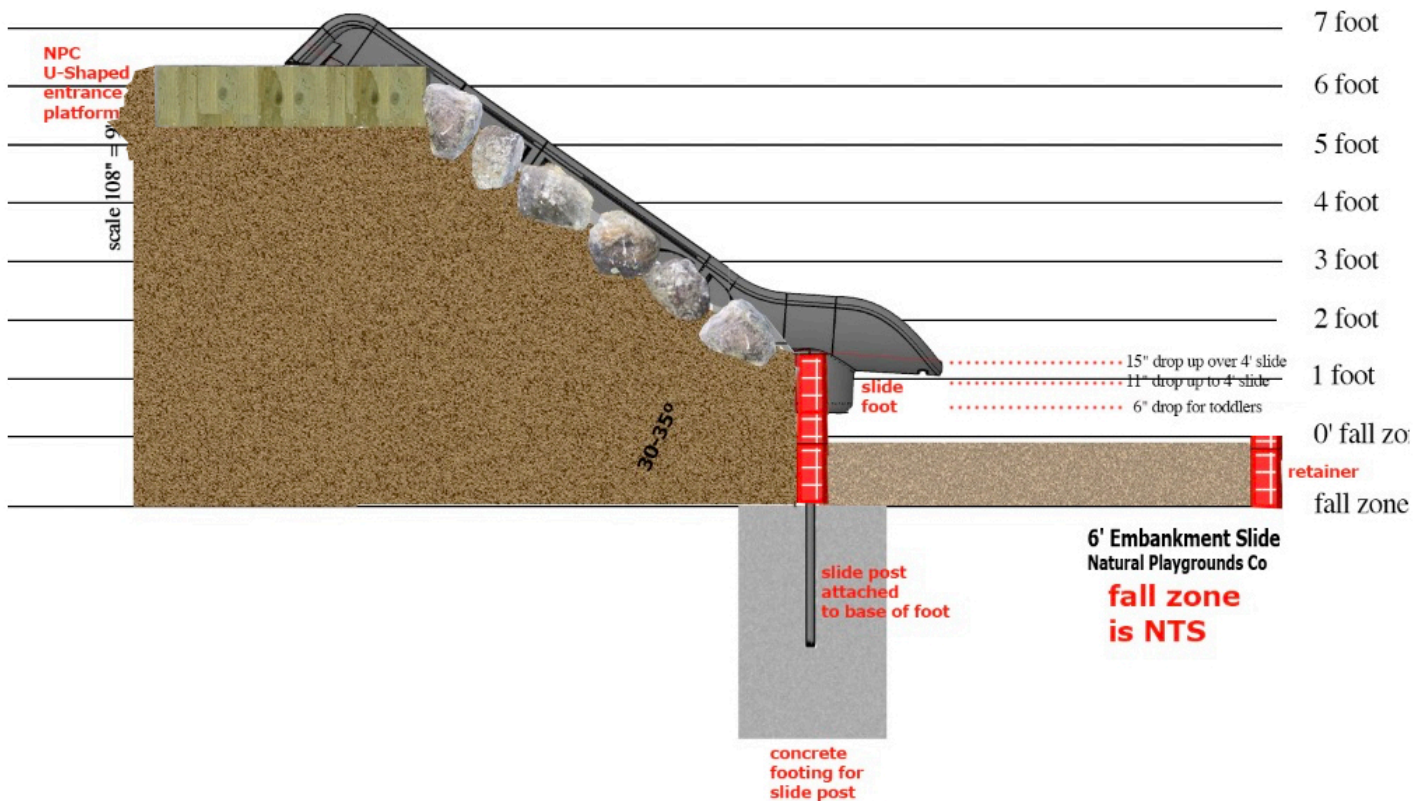 7 foot
NPC
U-Shaped
entrance
platform
6 foot
5 foot
scale 108" = 9'
4 foot
3 foot
2 foot
15" drop up over 4' slide
1 foot
11" drop up to 4' slide
slide
foot
6" drop for toddlers
30-35º
0' fall zo
retainer
fall zone
6' Embankment Slide
Natural Playgrounds Co
fall zone
is NTS
slide post
attached
to base of foot
concrete
footing for
slide post